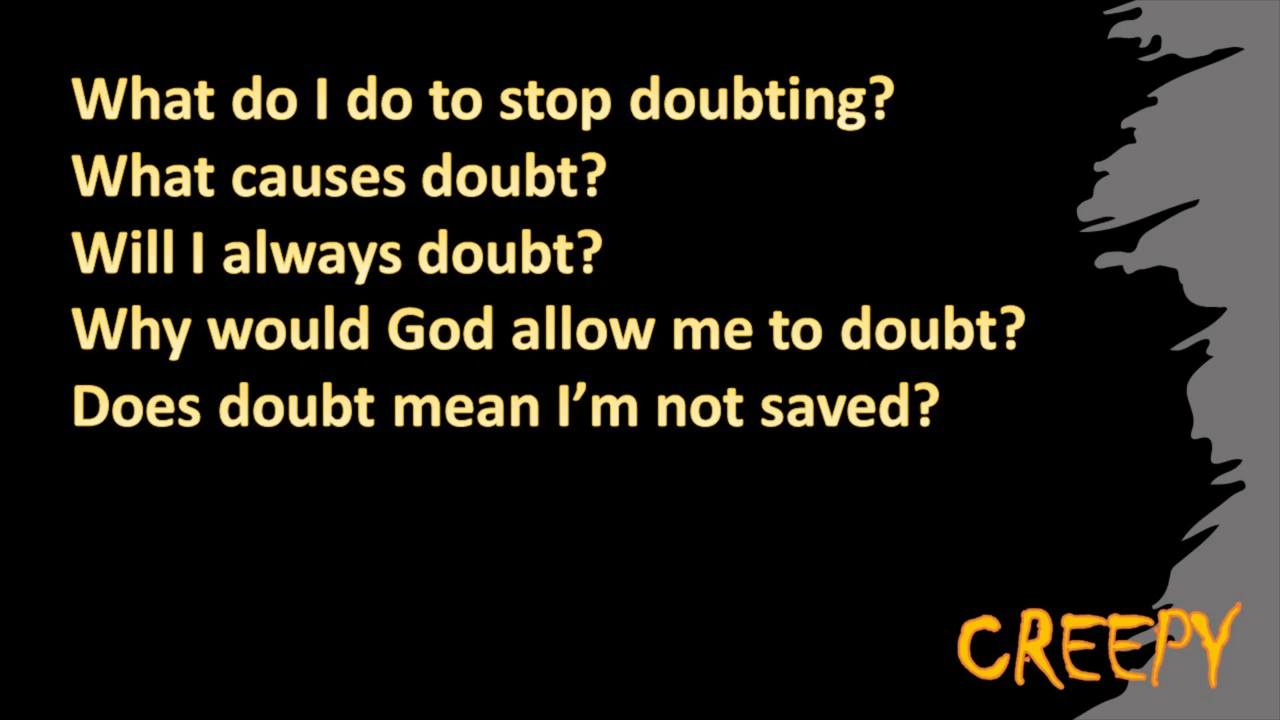 What do I do to stop doubting?
What causes doubt?
Will I always doubt?
Why would God allow me to doubt?
Does doubt mean I’m not saved?
CREEPY